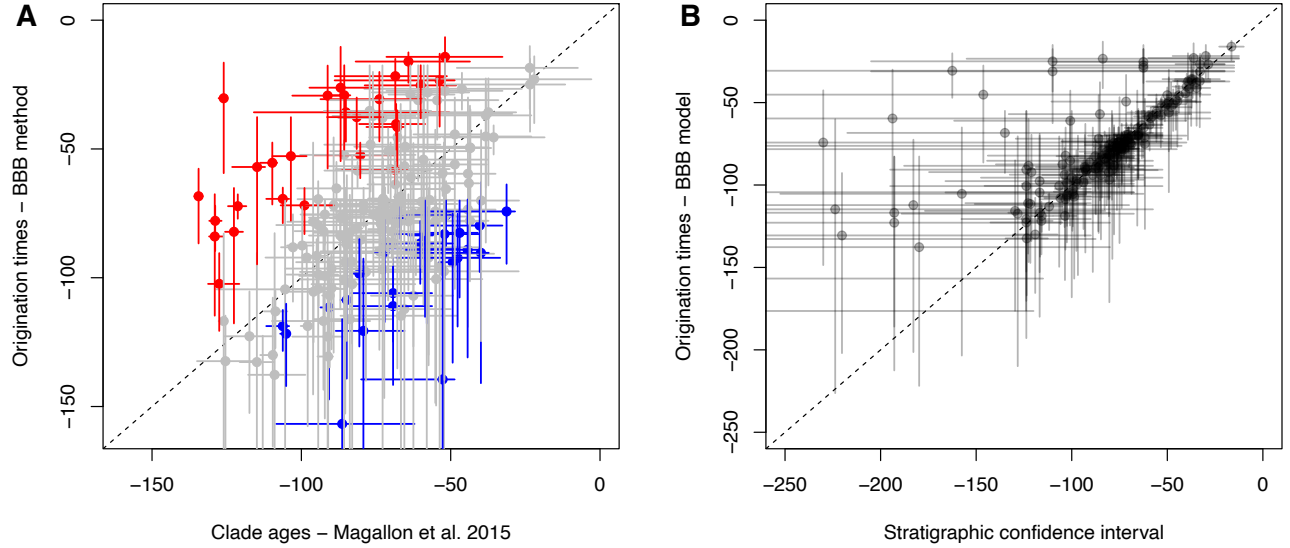 A
0
−50
−100
−150
Origination times − BBB method
−150 −100 −50 0
Clade ages − Magallon et al. 2015
B
0
−50
−100
−150
−200
−250
Origination times − BBB model
−250 −200 −150 −100 −50 0
Stratigraphic confidence interval